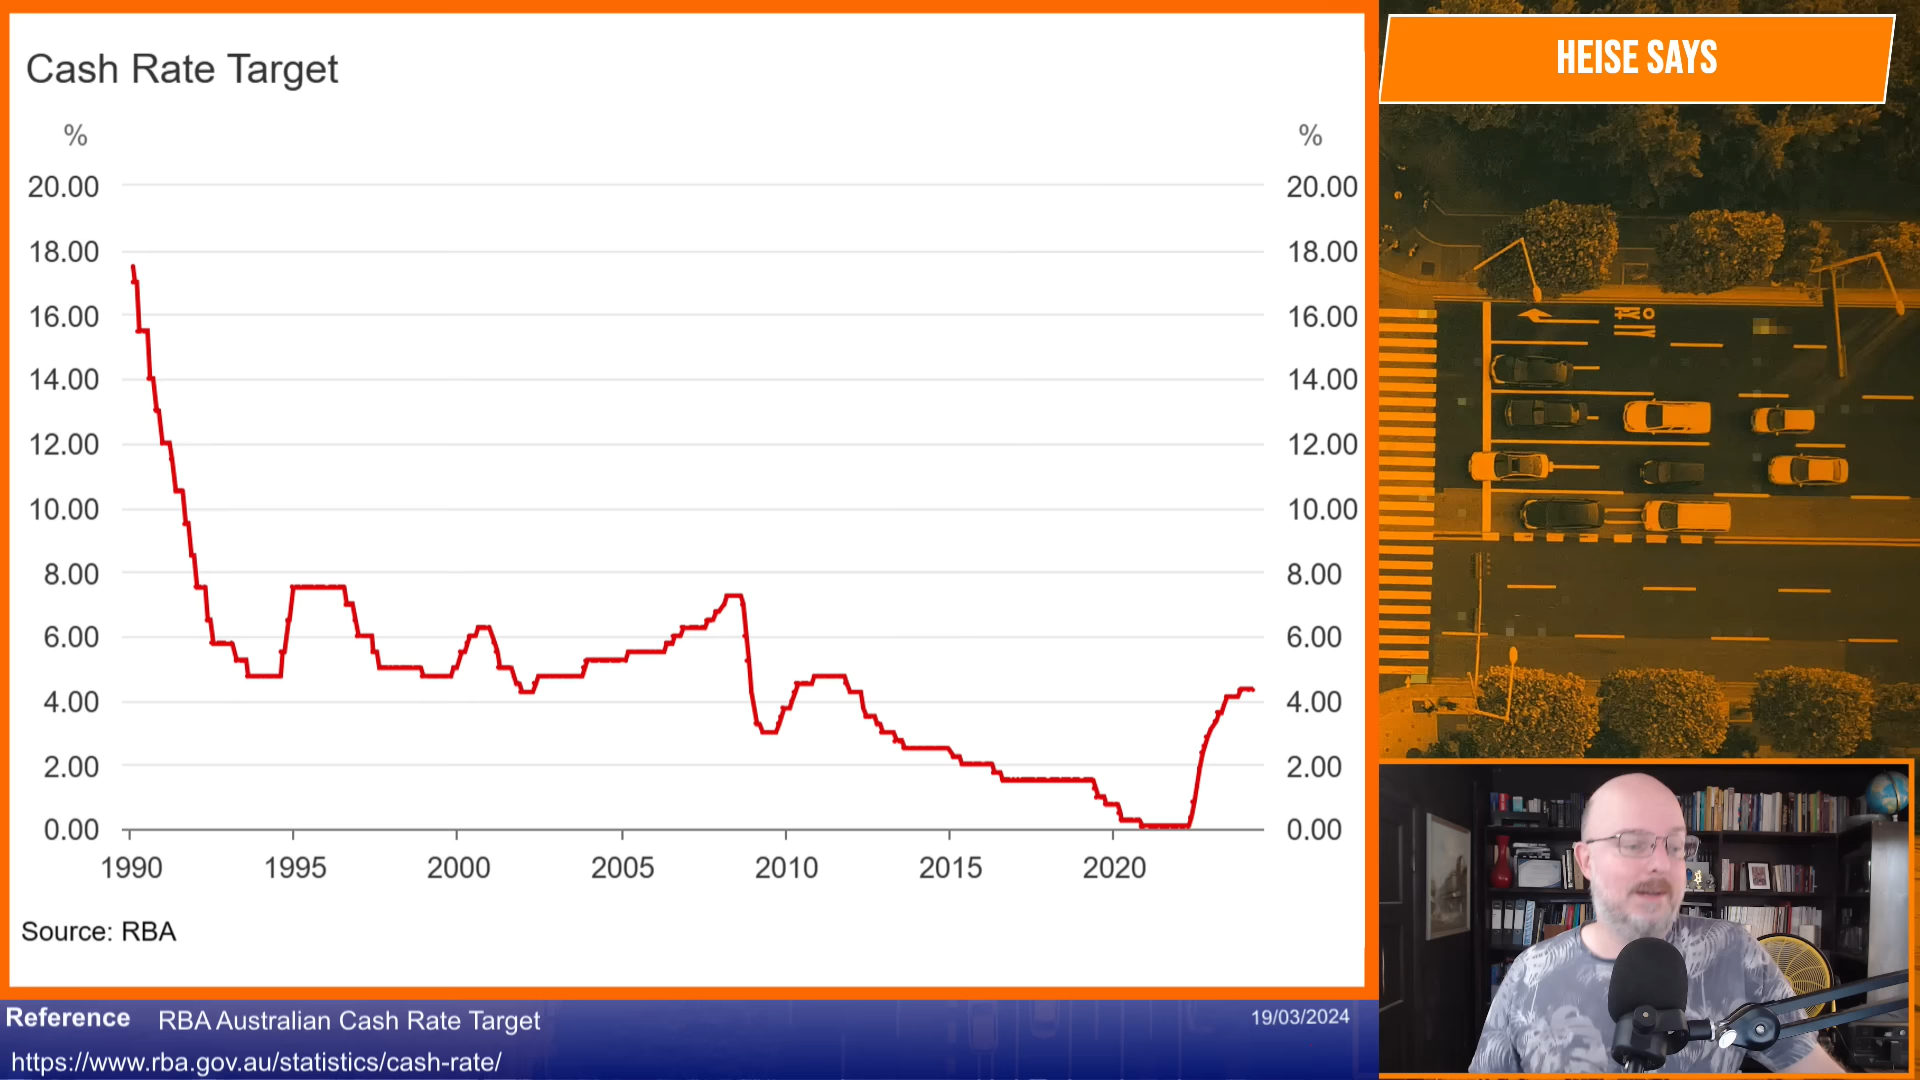 Cash Rate Target
% %
20.00 20.00
18.00 18.00
16.00 16.00
14.00 14.00
12.00 12.00
10.00 10.00
8.00 8.00
6.00 6.00
4.00 4.00
2.00 2.00
0.00 0.00
1990 1995 2000 2005 2010 2015 2020
Source: RBA
Reference RBA Australian Cash Rate Target 19/03/2024
https://www.rba.gov.au/statistics/cash-rate/
HEISE SAYS